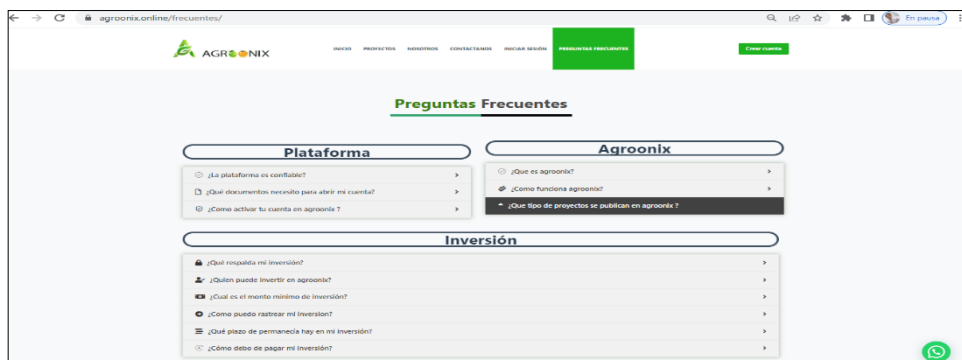 agroonix.online/frecuentes/
En pausa
AGROONIX
INICIO PROYECTOS NOSOTROS CONTÁCTANOS INICIAR SESIÓN PREGUNTAS FRECUENTES
Crear cuenta
Preguntas Frecuentes
Plataforma
¿La plataforma es confiable?
¿Qué documentos necesito para abrir mi cuenta?
¿Como activar tu cuenta en agroonix ?
Agroonix
¿Que es agroonix?
¿Como funciona agroonix?
¿Que tipo de proyectos se publican en agroonix ?
Inversión
¿Qué respalda mi inversión?
¿Quien puede invertir en agroonix?
¿Cual es el monto minimo de inversión?
¿Como puedo rastrear mi inversion?
¿Qué plazo de permanecía hay en mi inversión?
¿Cómo debo de pagar mi inversión?